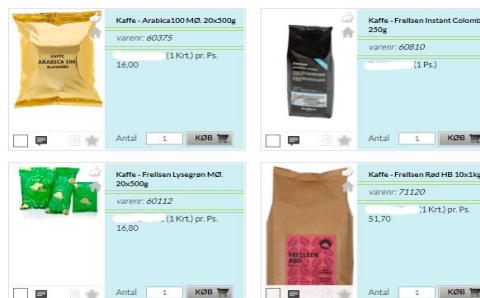 Kaffe - Arabica100 MØ. 20x500g
varenr: 60375
(1 Krt.) pr. Ps.
16,00
KAFFE
ARABICA 100
Antal 1 KØB
Kaffe - Frellsen Instant Colomb
250g
varenr: 60810
(1 Ps.)
Antal 1 KØB
Kaffe - Frellsen Lysegrøn MØ.
20x500g
varenr: 60112
(1 Krt.) pr. Ps.
16,80
Antal 1 KØB
Kaffe - Frellsen Rød HB 10x1kg
varenr: 71120
(1 Krt.) pr. Ps.
51,70
FRELLSEN
RØD
Antal 1 KØB